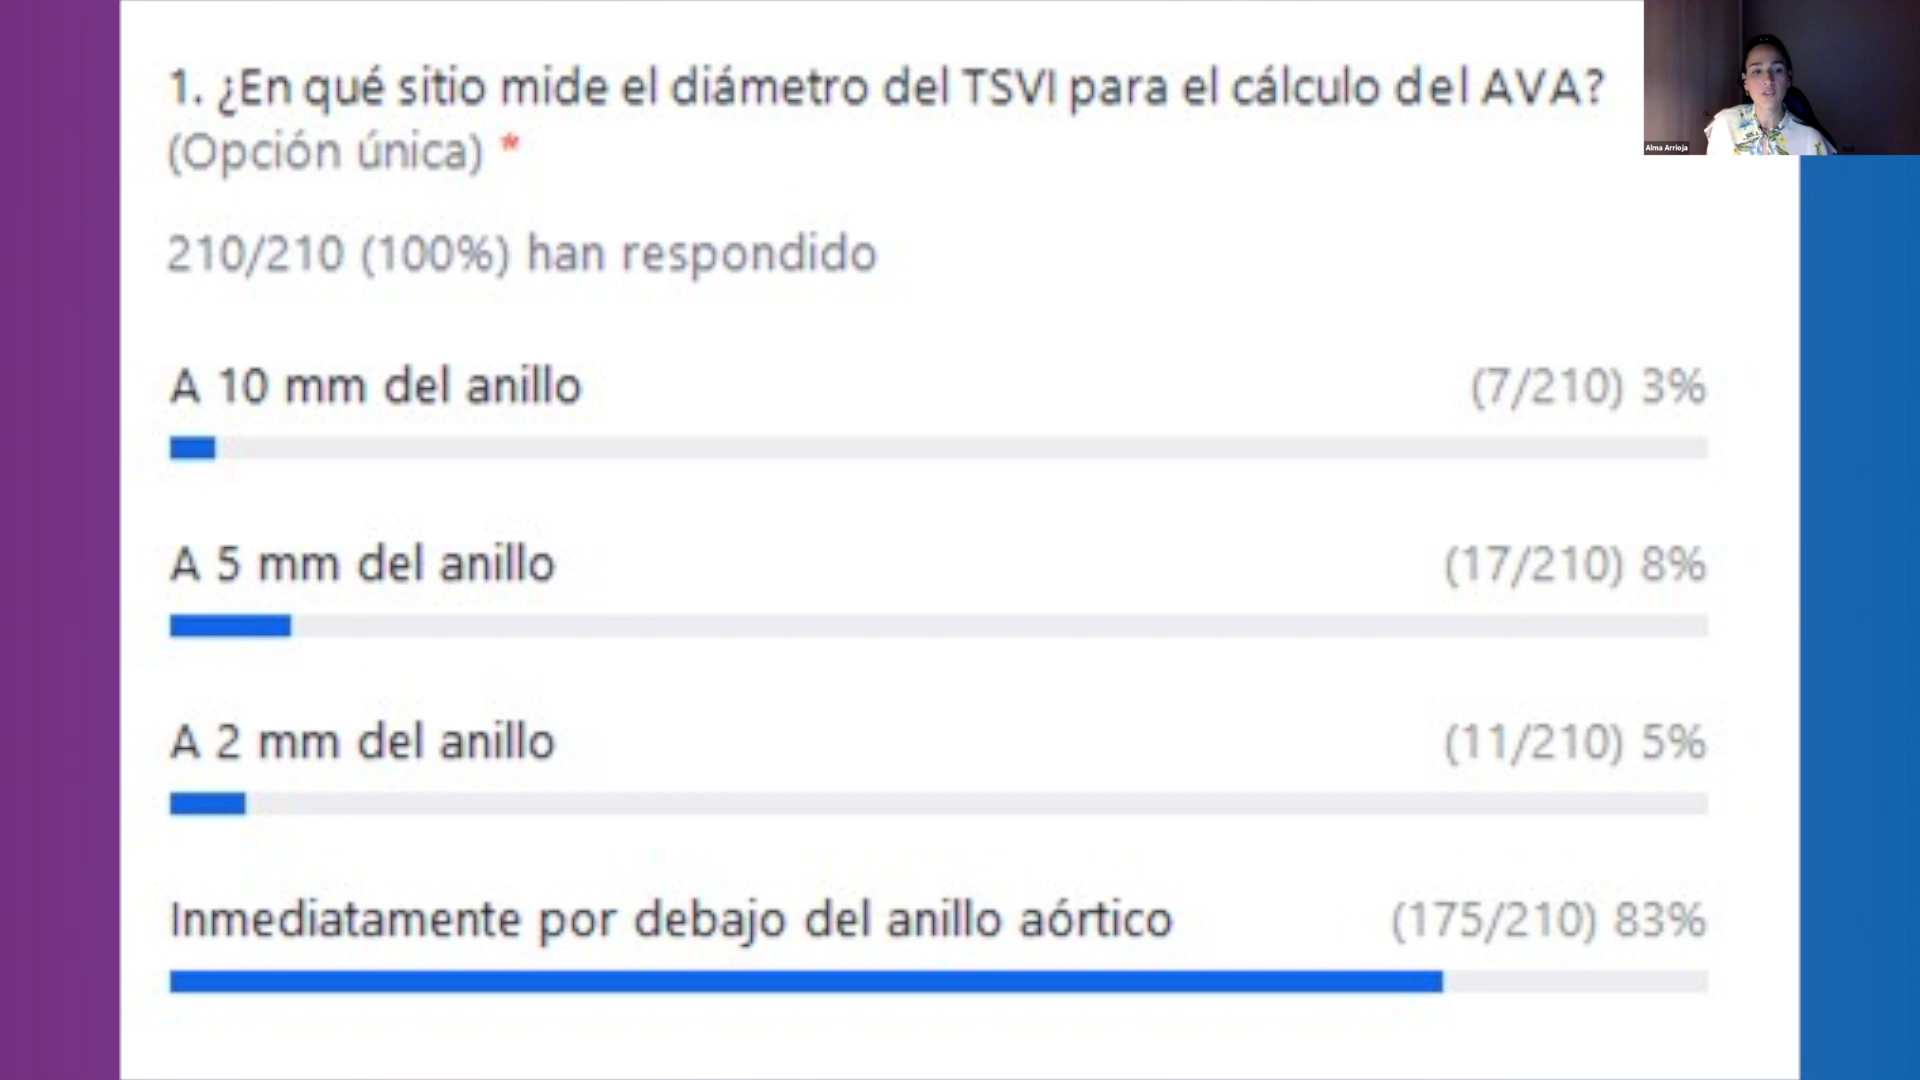 1. ¿En qué sitio mide el diámetro del TSVI para el cálculo del AVA?
(Opción única) *
Alma Arrioja
210/210 (100%) han respondido
A 10 mm del anillo (7/210) 3%
A 5 mm del anillo (17/210) 8%
A 2 mm del anillo (11/210) 5%
Inmediatamente por debajo del anillo aórtico (175/210) 83%